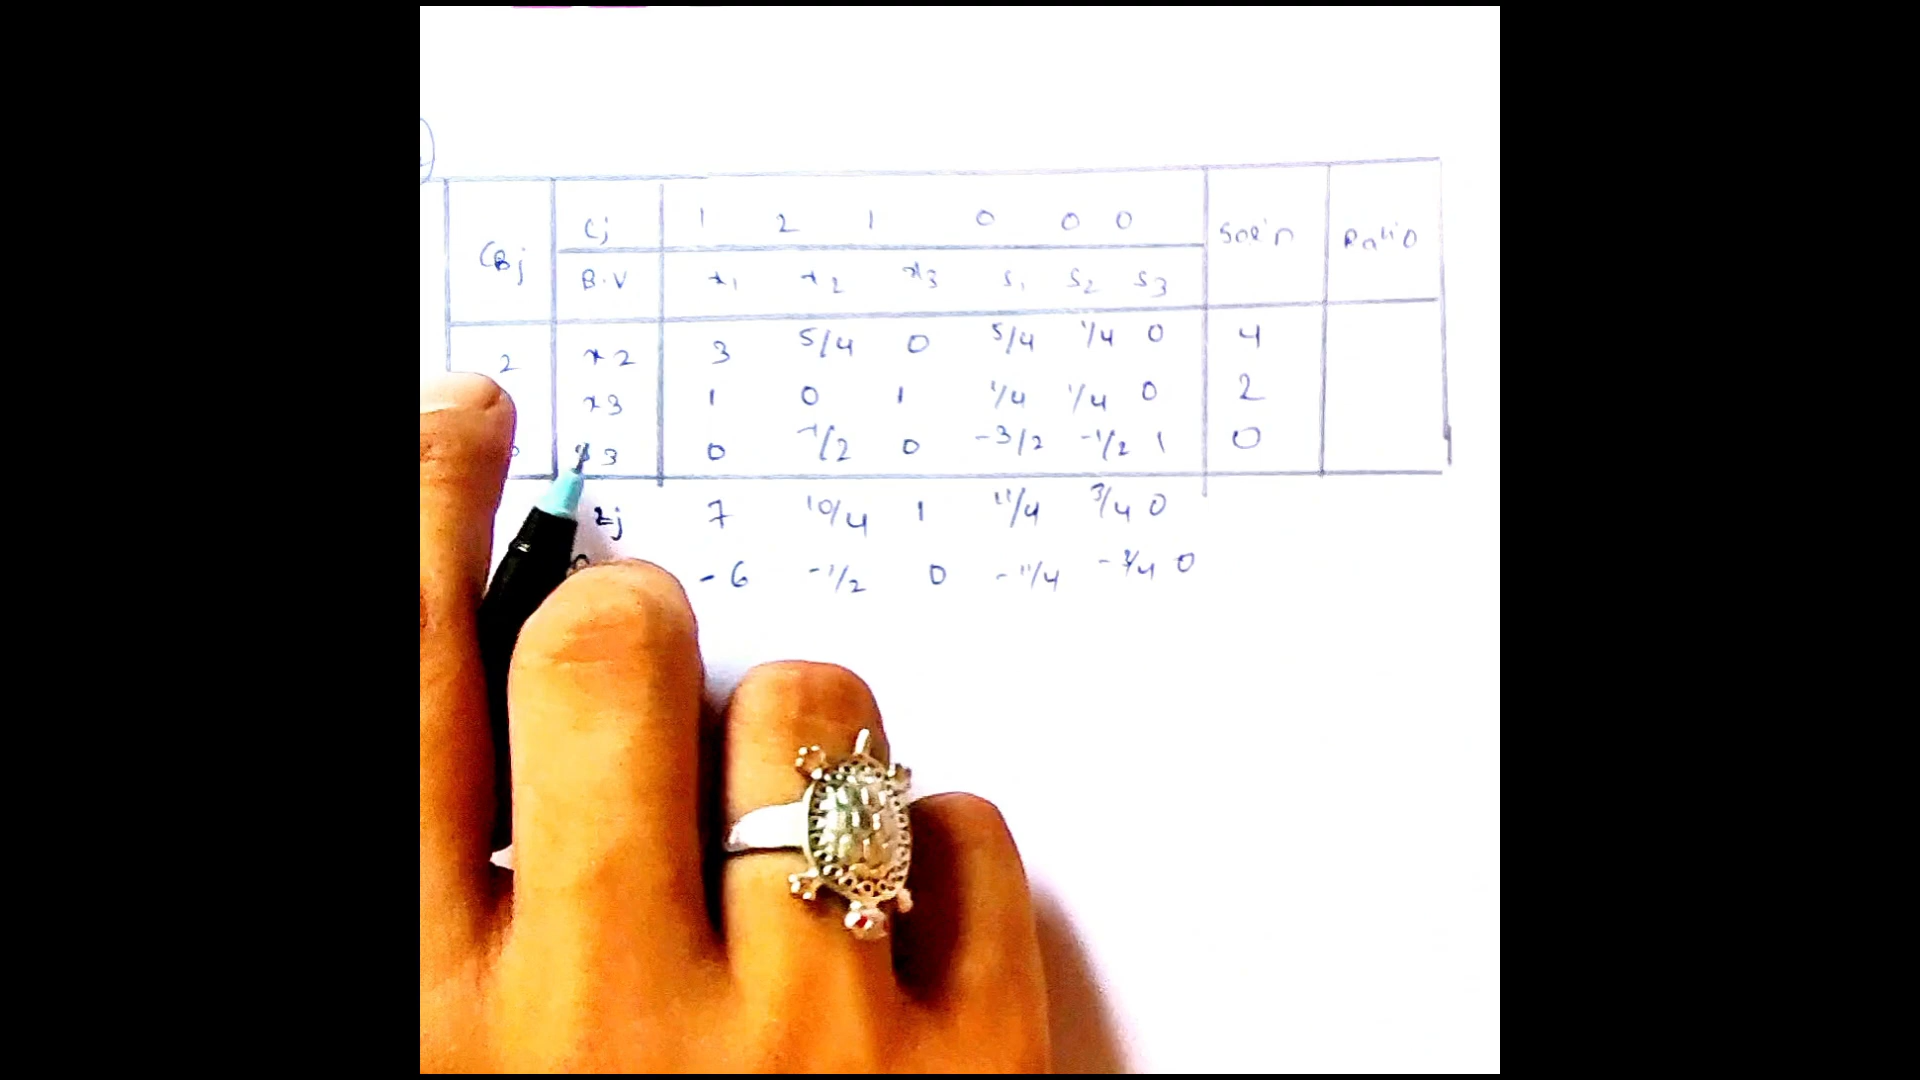 CBj Cj 1 2 1 0 0 0 Sol'n Ratio
B.V x1 x2 x3 S1 S2 S3
2 x2 3 5/4 0 5/4 1/4 0 4
x3 1 0 1 1/4 1/4 0 2
0 3 0 -1/2 0 -3/2 -1/2 1 0
Zj 7 10/4 1 11/4 3/4 0
-6 -1/2 0 -11/4 -3/4 0